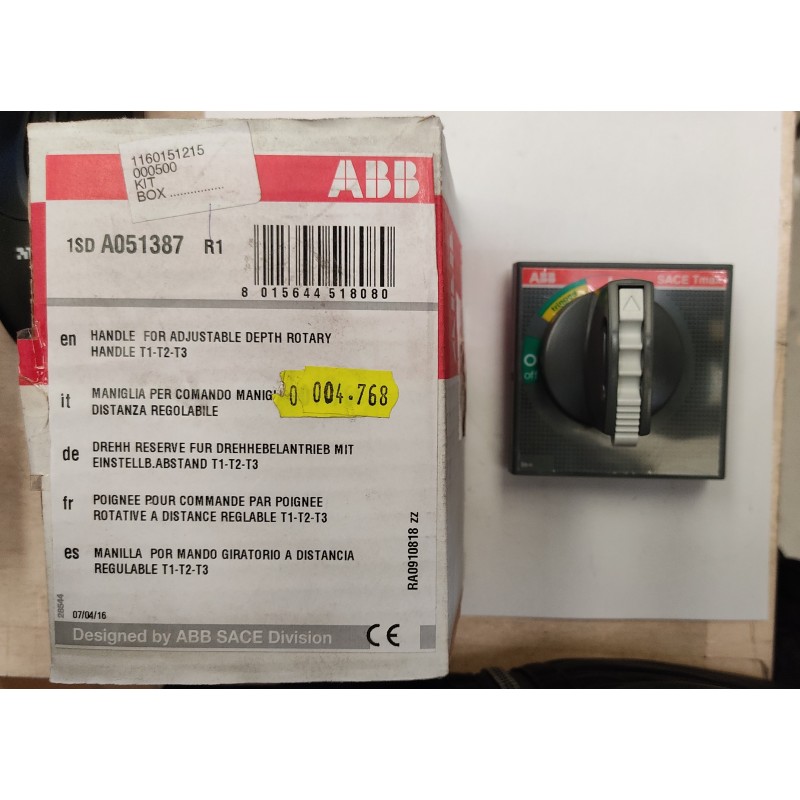 1160151215
000500
KIT
BOX ................
ABB
1SD A051387 R1
8 015644 518080
en HANDLE FOR ADJUSTABLE DEPTH ROTARY
HANDLE T1-T2-T3
it MANIGLIA PER COMANDO
DISTANZA REGOLABILE
0 004.768
de DREHH RESERVE FUR DREHHEBELANTRIEB MIT
EINSTELLB.ABSTAND T1-T2-T3
fr POIGNEE POUR COMMANDE PAR POIGNEE
ROTATIVE A DISTANCE REGLABLE T1-T2-T3
es MANILLA POR MANDO GIRATORIO A DISTANCIA
REGULABLE T1-T2-T3
RA0910818 zz
28544
07/04/16
Designed by ABB SACE Division CE
ABB
SACE
O